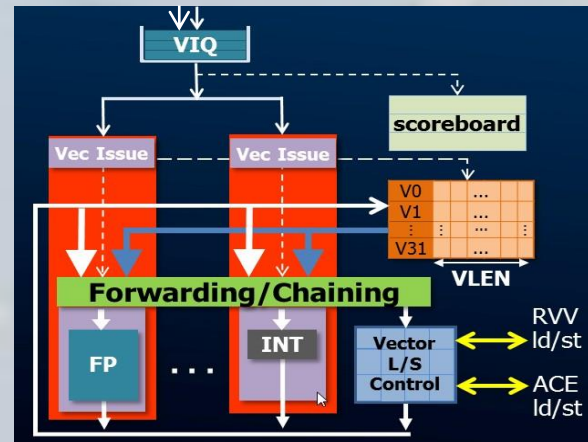 VIQ
scoreboard
Vec Issue
Vec Issue
V0 ...
V1 ...
⋮ ⋮ ... ⋮
V31 ...
VLEN
Forwarding/Chaining
FP
...
INT
Vector
L/S
Control
RVV
ld/st
ACE
ld/st